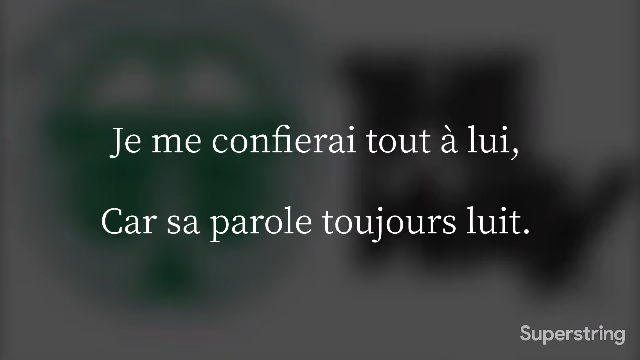 Je me confierai tout à lui,
Car sa parole toujours luit.
Superstring